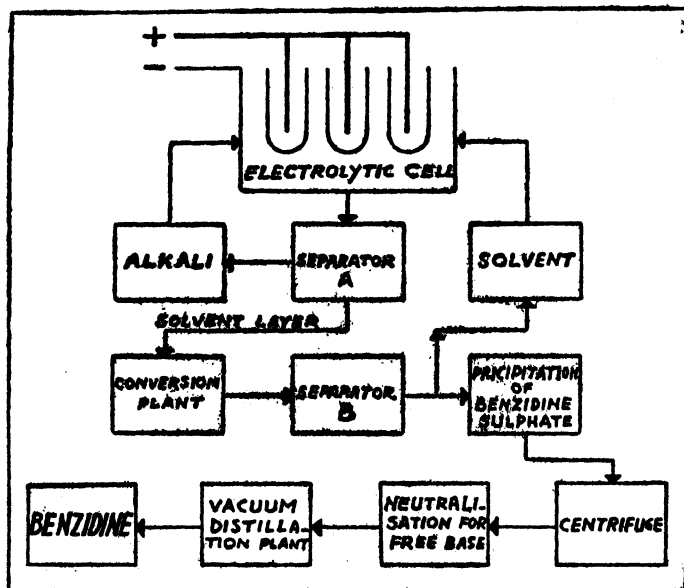 +
−
ELECTROLYTIC CELL
ALKALI
SEPARATOR
A
SOLVENT
SOLVENT LAYER
CONVERSION
PLANT
SEPARATOR
B
PRICIPITATION
OF
BENZIDINE
SULPHATE
BENZIDINE
VACUUM
DISTILLA-
TION PLANT
NEUTRALI-
SATION FOR
FREE BASE
CENTRIFUGE